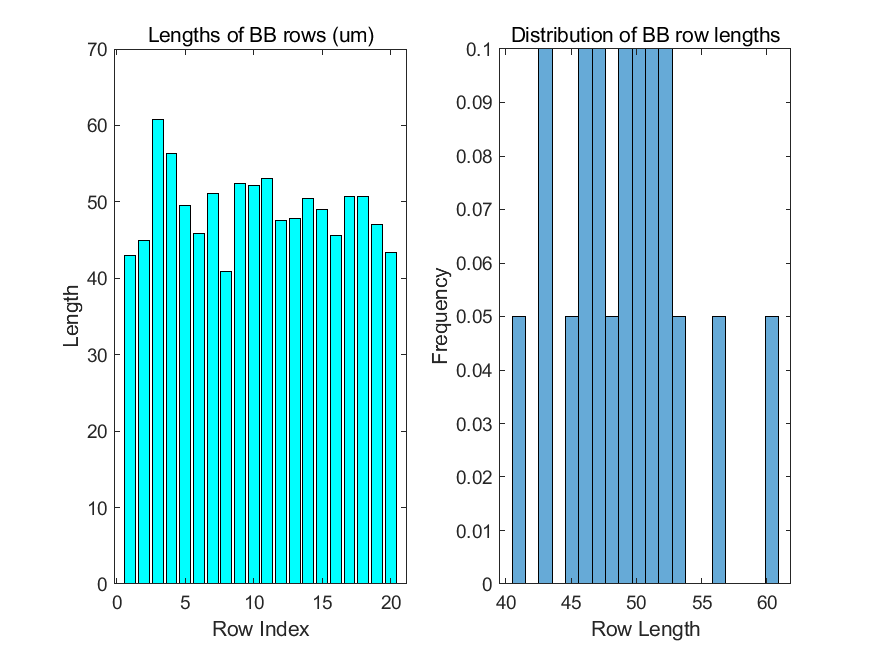 Lengths of BB rows (um)
70
60
50
40
30
20
10
0
Length
0 5 10 15 20
Row Index
Distribution of BB row lengths
0.1
0.09
0.08
0.07
0.06
0.05
0.04
0.03
0.02
0.01
0
Frequency
40 45 50 55 60
Row Length